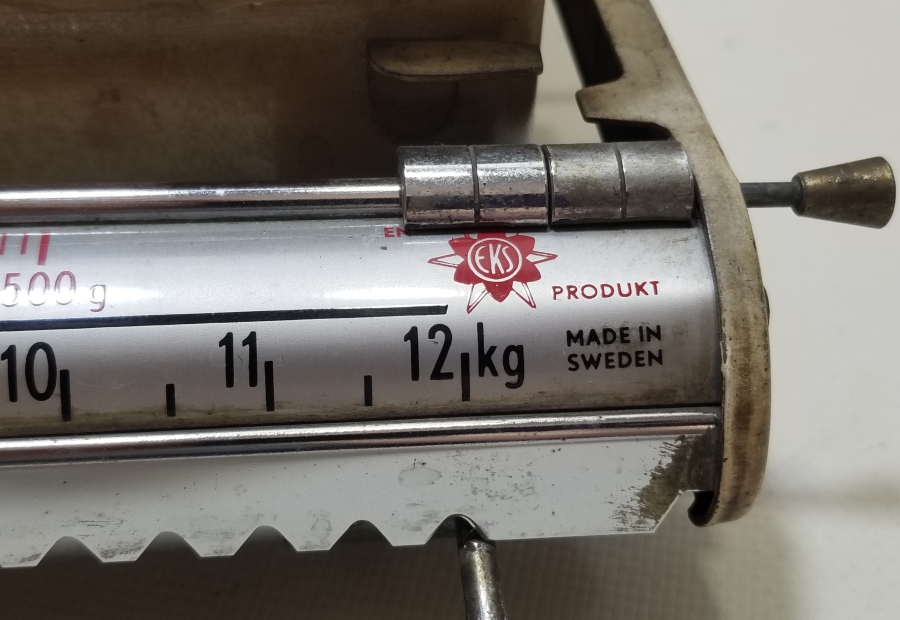 500 g
EKS
PRODUKT
10 11 12 kg
MADE IN
SWEDEN